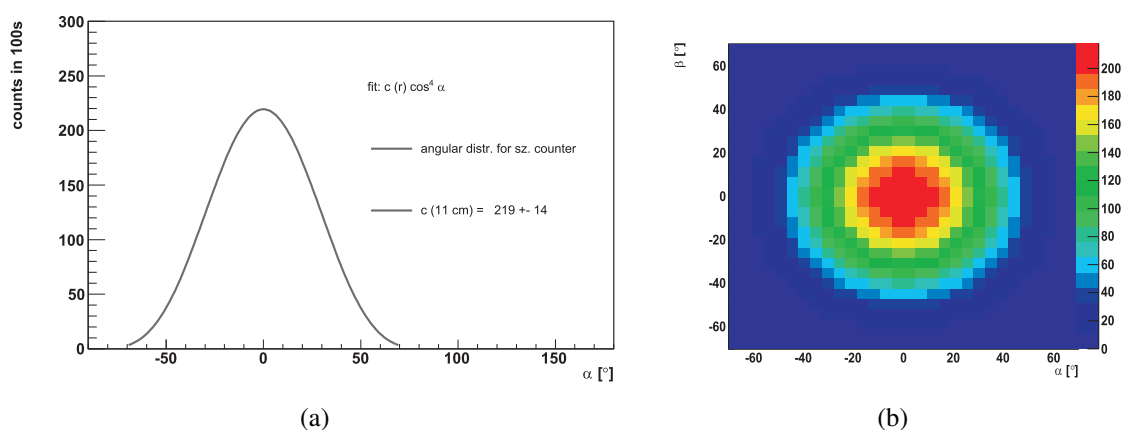 counts in 100s
300
250
200
150
100
50
0
fit: c (r) cos⁴ α
angular distr. for sz. counter
c (11 cm) = 219 +- 14
-50 0 50 100 150
α [°]
(a)
β [°]
60
40
20
0
-20
-40
-60
-60 -40 -20 0 20 40 60
α [°]
200
180
160
140
120
100
80
60
40
20
0
(b)